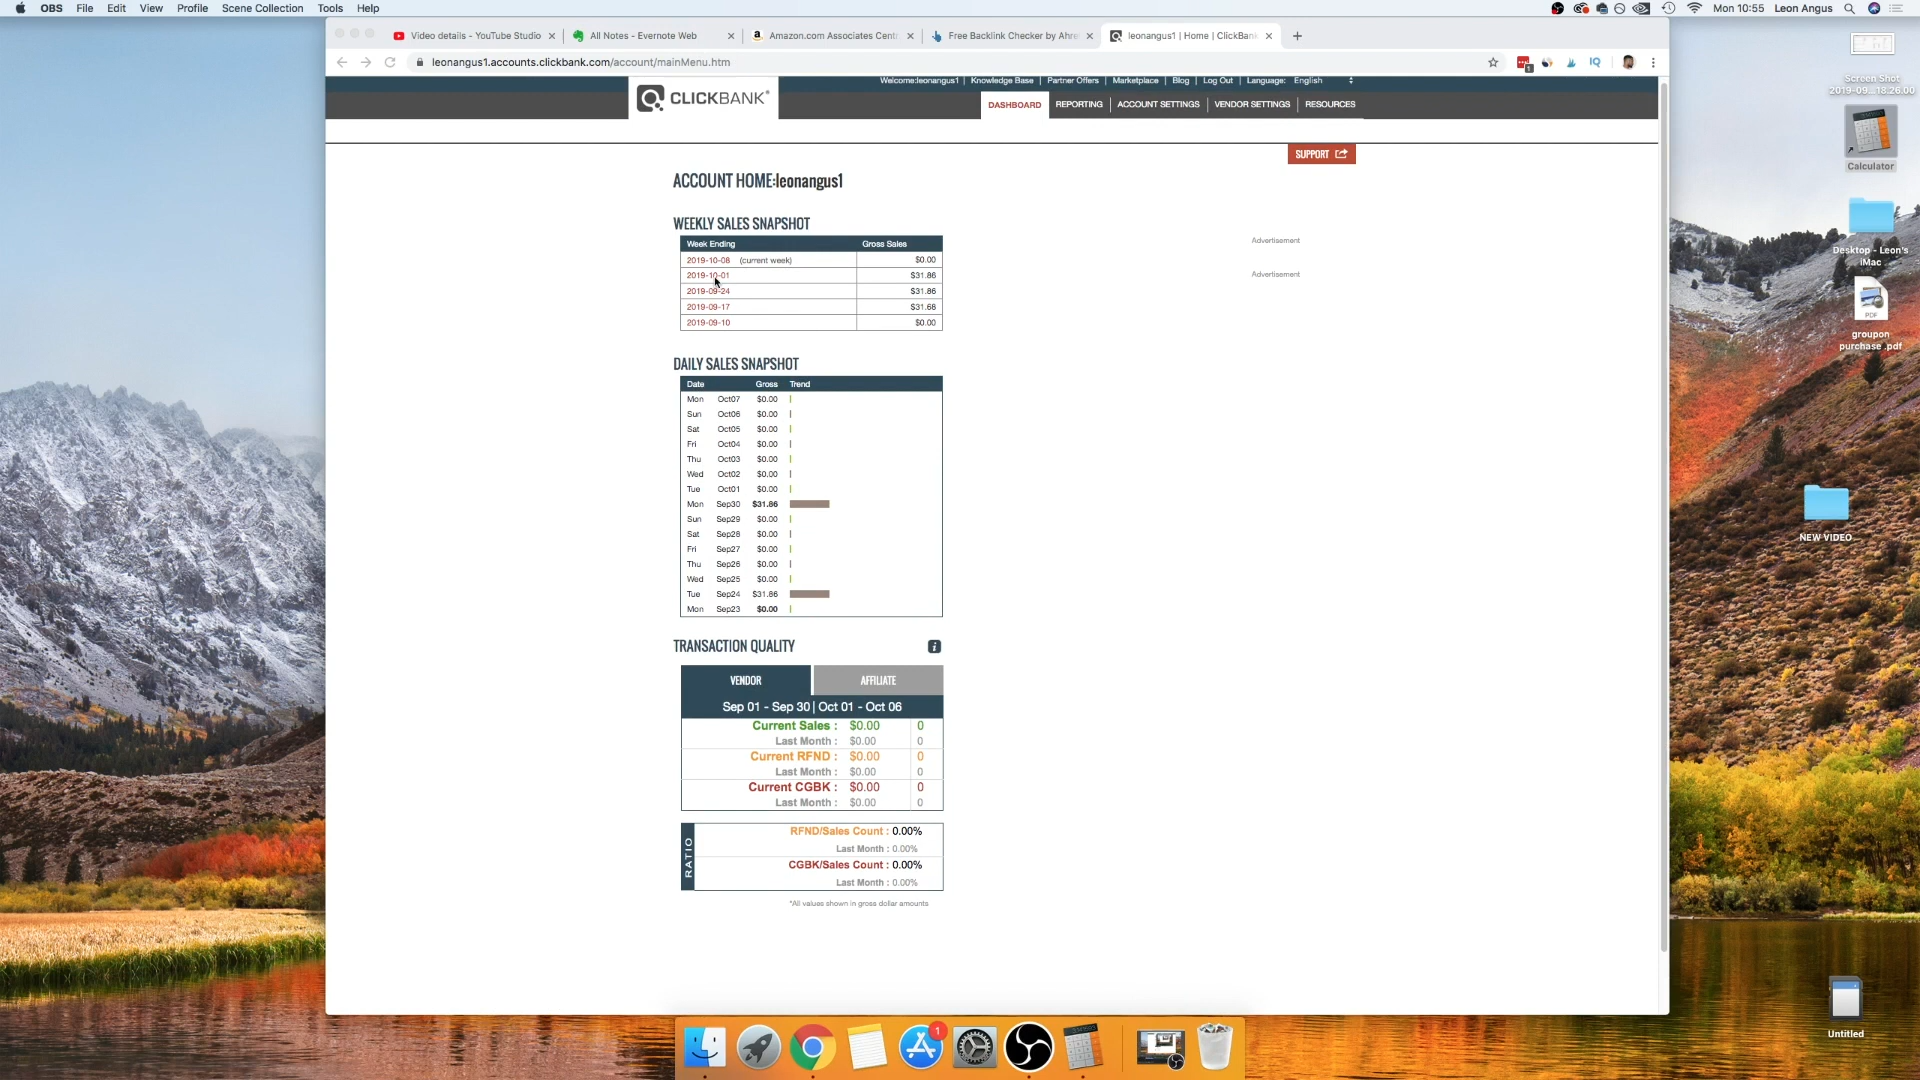 OBS File Edit View Profile Scene Collection Tools Help
Mon 10:55 Leon Angus
Video details - YouTube Studio
All Notes - Evernote Web
Amazon.com Associates Cent
Free Backlink Checker by Ahre
leonangus1 | Home | ClickBan
leonangus1.accounts.clickbank.com/account/mainMenu.htm
Welcome:leonangus1 | Knowledge Base | Partner Offers | Marketplace | Blog | Log Out | Language: English
CLICKBANK
DASHBOARD REPORTING ACCOUNT SETTINGS VENDOR SETTINGS RESOURCES
SUPPORT
ACCOUNT HOME:leonangus1
WEEKLY SALES SNAPSHOT
Week Ending Gross Sales
2019-10-08 (current week) $0.00
2019-10-01 $31.86
2019-09-24 $31.86
2019-09-17 $31.68
2019-09-10 $0.00
Advertisement
Advertisement
DAILY SALES SNAPSHOT
Date Gross Trend
Mon Oct07 $0.00
Sun Oct06 $0.00
Sat Oct05 $0.00
Fri Oct04 $0.00
Thu Oct03 $0.00
Wed Oct02 $0.00
Tue Oct01 $0.00
Mon Sep30 $31.86
Sun Sep29 $0.00
Sat Sep28 $0.00
Fri Sep27 $0.00
Thu Sep26 $0.00
Wed Sep25 $0.00
Tue Sep24 $31.86
Mon Sep23 $0.00
TRANSACTION QUALITY
VENDOR AFFILIATE
Sep 01 - Sep 30 | Oct 01 - Oct 06
Current Sales : $0.00 0
Last Month : $0.00 0
Current RFND : $0.00 0
Last Month : $0.00 0
Current CGBK : $0.00 0
Last Month : $0.00 0
RATIO
RFND/Sales Count : 0.00%
Last Month : 0.00%
CGBK/Sales Count : 0.00%
Last Month : 0.00%
*All values shown in gross dollar amounts
Screen Shot
2019-09...18.26.00
Calculator
Desktop - Leon's
iMac
PDF
groupon
purchase .pdf
NEW VIDEO
Untitled
1